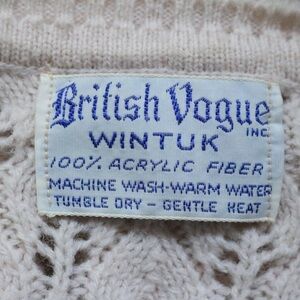 British Vogue
INC.
WINTUK
100% ACRYLIC FIBER
MACHINE WASH-WARM WATER
TUMBLE DRY - GENTLE HEAT